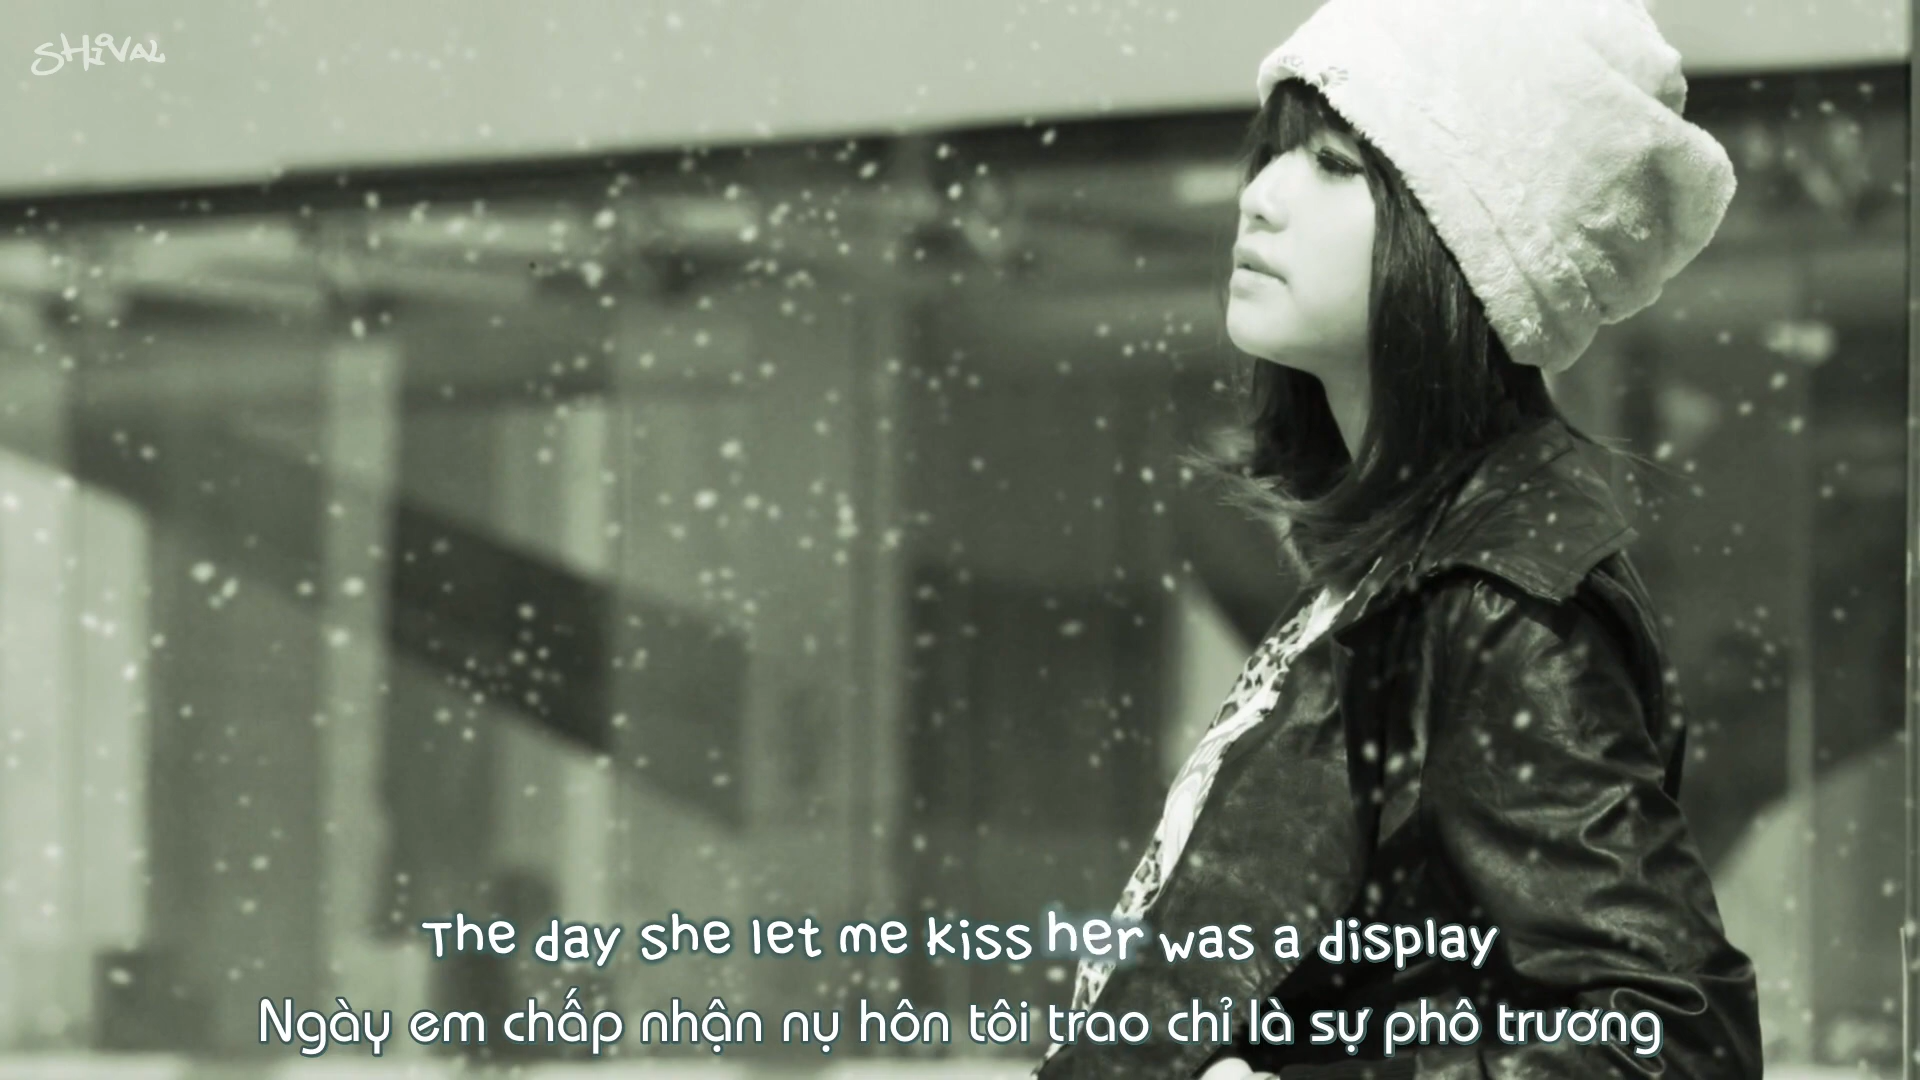 SHiVAL
The day she let me kiss her was a display
Ngày em chấp nhận nụ hôn tôi trao chỉ là sự phô trương